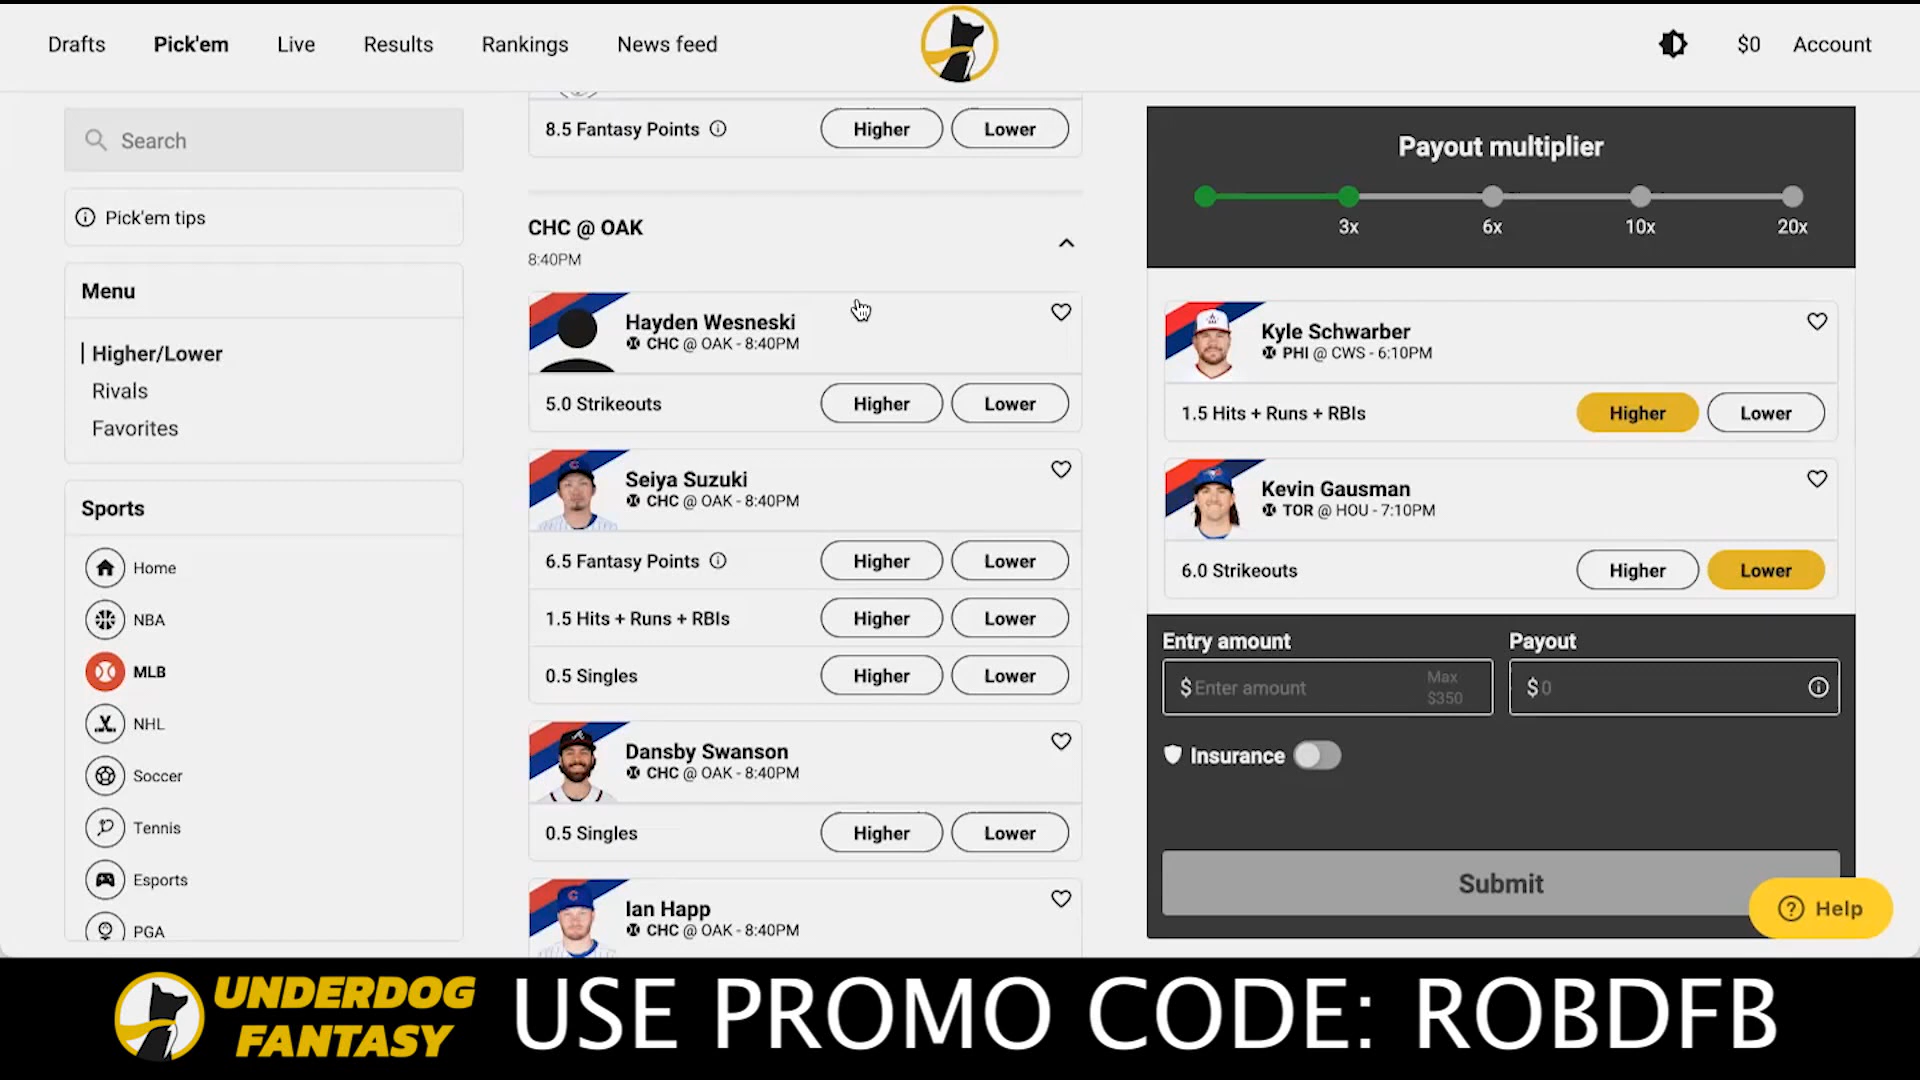 Drafts
Pick'em
Live
Results
Rankings
News feed
$0
Account
Search
Pick'em tips
Menu
Higher/Lower
Rivals
Favorites
Sports
Home
NBA
MLB
NHL
Soccer
Tennis
Esports
PGA
8.5 Fantasy Points
Higher
Lower
CHC @ OAK
8:40PM
Hayden Wesneski
CHC @ OAK - 8:40PM
5.0 Strikeouts
Higher
Lower
Seiya Suzuki
CHC @ OAK - 8:40PM
6.5 Fantasy Points
Higher
Lower
1.5 Hits + Runs + RBIs
Higher
Lower
0.5 Singles
Higher
Lower
Dansby Swanson
CHC @ OAK - 8:40PM
0.5 Singles
Higher
Lower
Ian Happ
CHC @ OAK - 8:40PM
Payout multiplier
3x
6x
10x
20x
Kyle Schwarber
PHI @ CWS - 6:10PM
1.5 Hits + Runs + RBIs
Higher
Lower
Kevin Gausman
TOR @ HOU - 7:10PM
6.0 Strikeouts
Higher
Lower
Entry amount
Payout
$ Enter amount
Max
$350
$ 0
Insurance
Submit
Help
UNDERDOG
FANTASY
USE PROMO CODE: ROBDFB